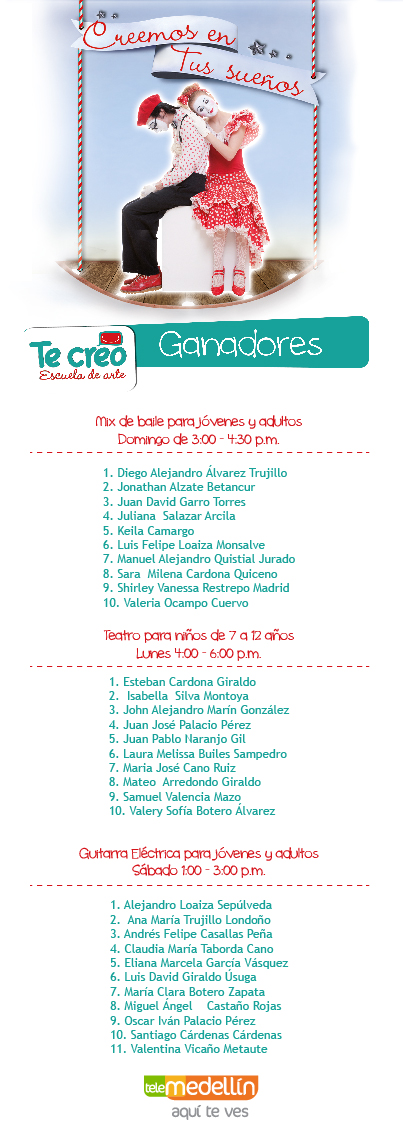 Creemos en
Tus sueños
Te creo
Escuela de arte
Ganadores
Mix de baile para jóvenes y adultos
Domingo de 3:00 - 4:30 p.m.
1. Diego Alejandro Álvarez Trujillo
2. Jonathan Alzate Betancur
3. Juan David Garro Torres
4. Juliana Salazar Arcila
5. Keila Camargo
6. Luis Felipe Loaiza Monsalve
7. Manuel Alejandro Quistial Jurado
8. Sara Milena Cardona Quiceno
9. Shirley Vanessa Restrepo Madrid
10. Valeria Ocampo Cuervo
Teatro para niños de 7 a 12 años
Lunes 4:00 - 6:00 p.m.
1. Esteban Cardona Giraldo
2. Isabella Silva Montoya
3. John Alejandro Marín González
4. Juan José Palacio Pérez
5. Juan Pablo Naranjo Gil
6. Laura Melissa Builes Sampedro
7. Maria José Cano Ruiz
8. Mateo Arredondo Giraldo
9. Samuel Valencia Mazo
10. Valery Sofía Botero Álvarez
Guitarra Eléctrica para jóvenes y adultos
Sábado 1:00 - 3:00 p.m.
1. Alejandro Loaiza Sepúlveda
2. Ana María Trujillo Londoño
3. Andrés Felipe Casallas Peña
4. Claudia María Taborda Cano
5. Eliana Marcela García Vásquez
6. Luis David Giraldo Úsuga
7. María Clara Botero Zapata
8. Miguel Ángel Castaño Rojas
9. Oscar Iván Palacio Pérez
10. Santiago Cárdenas Cárdenas
11. Valentina Vicaño Metaute
telemedellín
aquí te ves